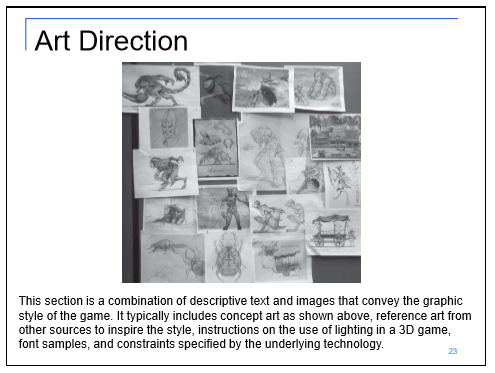 Art Direction
This section is a combination of descriptive text and images that convey the graphic
style of the game. It typically includes concept art as shown above, reference art from
other sources to inspire the style, instructions on the use of lighting in a 3D game,
font samples, and constraints specified by the underlying technology.
23